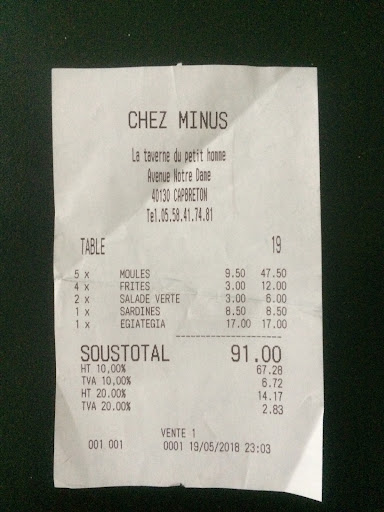 CHEZ MINUS
La taverne du petit homme
Avenue Notre Dame
40130 CAPBRETON
Tel.05.58.41.74.81
TABLE 19
5 x MOULES 9.50 47.50
4 x FRITES 3.00 12.00
2 x SALADE VERTE 3.00 6.00
1 x SARDINES 8.50 8.50
1 x EGIATEGIA 17.00 17.00
SOUSTOTAL 91.00
HT 10,00% 67.28
TVA 10,00% 6.72
HT 20.00% 14.17
TVA 20.00% 2.83
VENTE 1
001 001 0001 19/05/2018 23:03